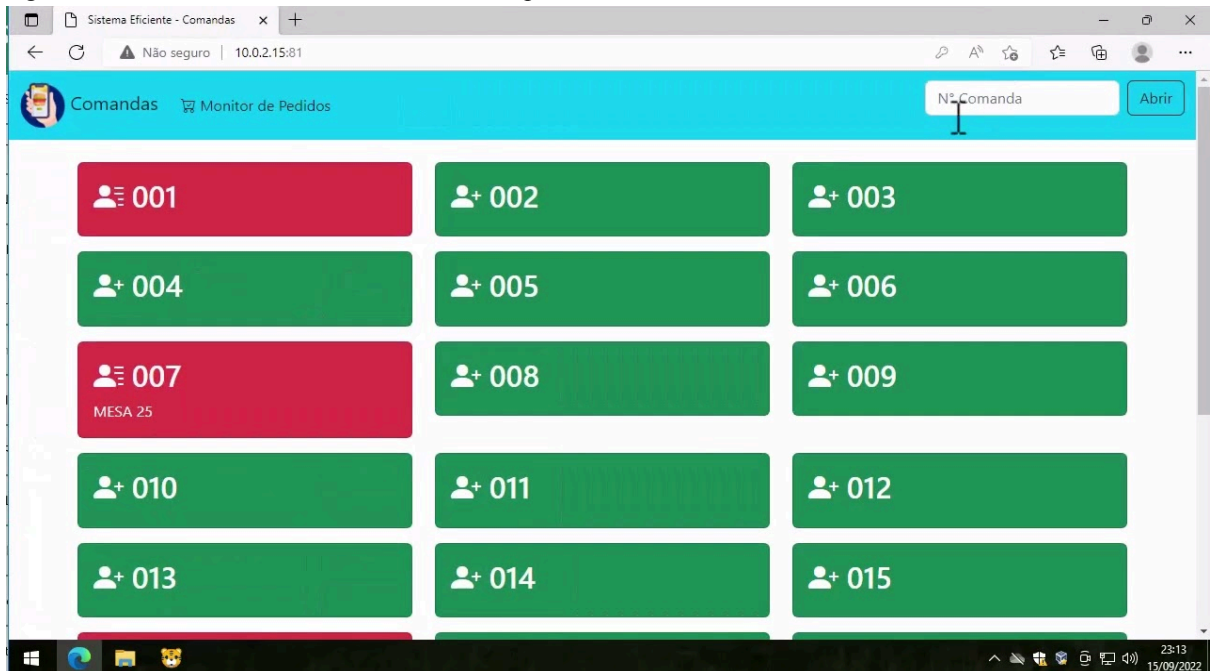 Sistema Eficiente - Comandas
Não seguro | 10.0.2.15:81
Comandas Monitor de Pedidos N° Comanda Abrir
001 002 003
004 005 006
007 008 009
MESA 25
010 011 012
013 014 015
23:13
15/09/2022